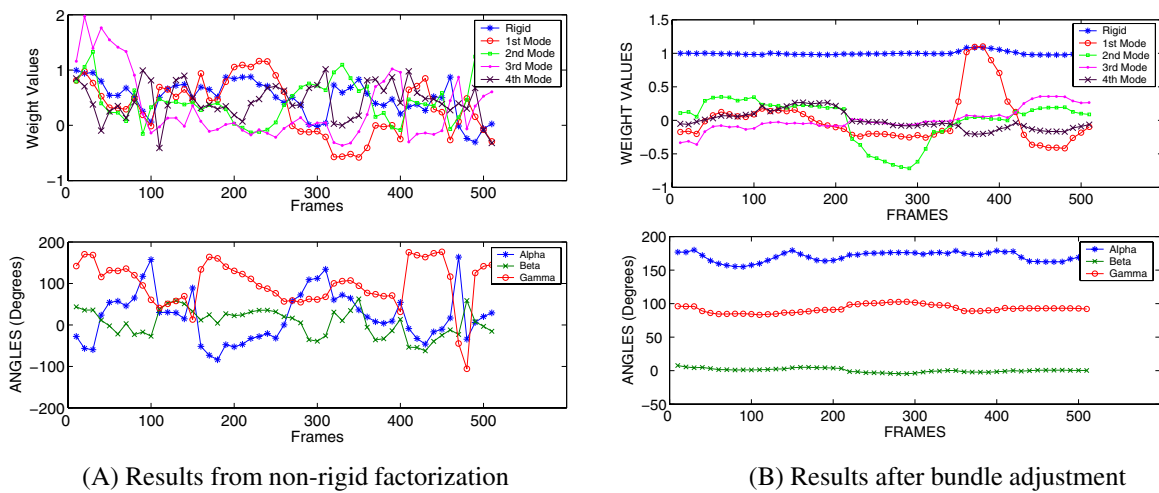 2
1
0
1
0
100
200
300
400
500
Frames
Weight Values
Rigid
1st Mode
2nd Mode
3rd Mode
4th Mode
1.5
1
0.5
0
−0.5
−1
0
100
200
300
400
500
FRAMES
WEIGHT VALUES
Rigid
1st Mode
2nd Mode
3rd Mode
4th Mode
200
100
0
−100
−200
0
100
200
300
400
500
Frames
ANGLES (Degrees)
Alpha
Beta
Gamma
200
150
100
50
0
−50
0
100
200
300
400
500
FRAMES
ANGLES (Degrees)
Alpha
Beta
Gamma
(A) Results from non-rigid factorization
(B) Results after bundle adjustment